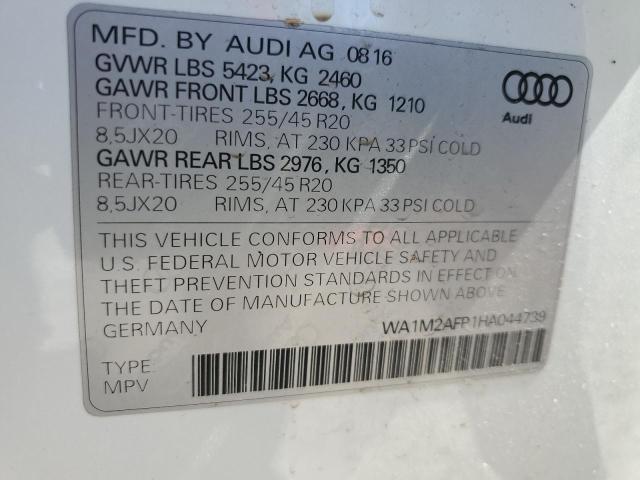 MFD. BY AUDI AG 0816
GVWR LBS 5423, KG 2460
GAWR FRONT LBS 2668, KG 1210
FRONT-TIRES 255/45 R20
8,5JX20 RIMS, AT 230 KPA 33 PSI COLD
GAWR REAR LBS 2976, KG 1350
REAR-TIRES 255/45 R20
8,5JX20 RIMS, AT 230 KPA 33 PSI COLD
Audi
THIS VEHICLE CONFORMS TO ALL APPLICABLE
U.S. FEDERAL MOTOR VEHICLE SAFETY AND
THEFT PREVENTION STANDARDS IN EFFECT ON
THE DATE OF MANUFACTURE SHOWN ABOVE.
GERMANY WA1M2AFP1HA044739
TYPE:
MPV